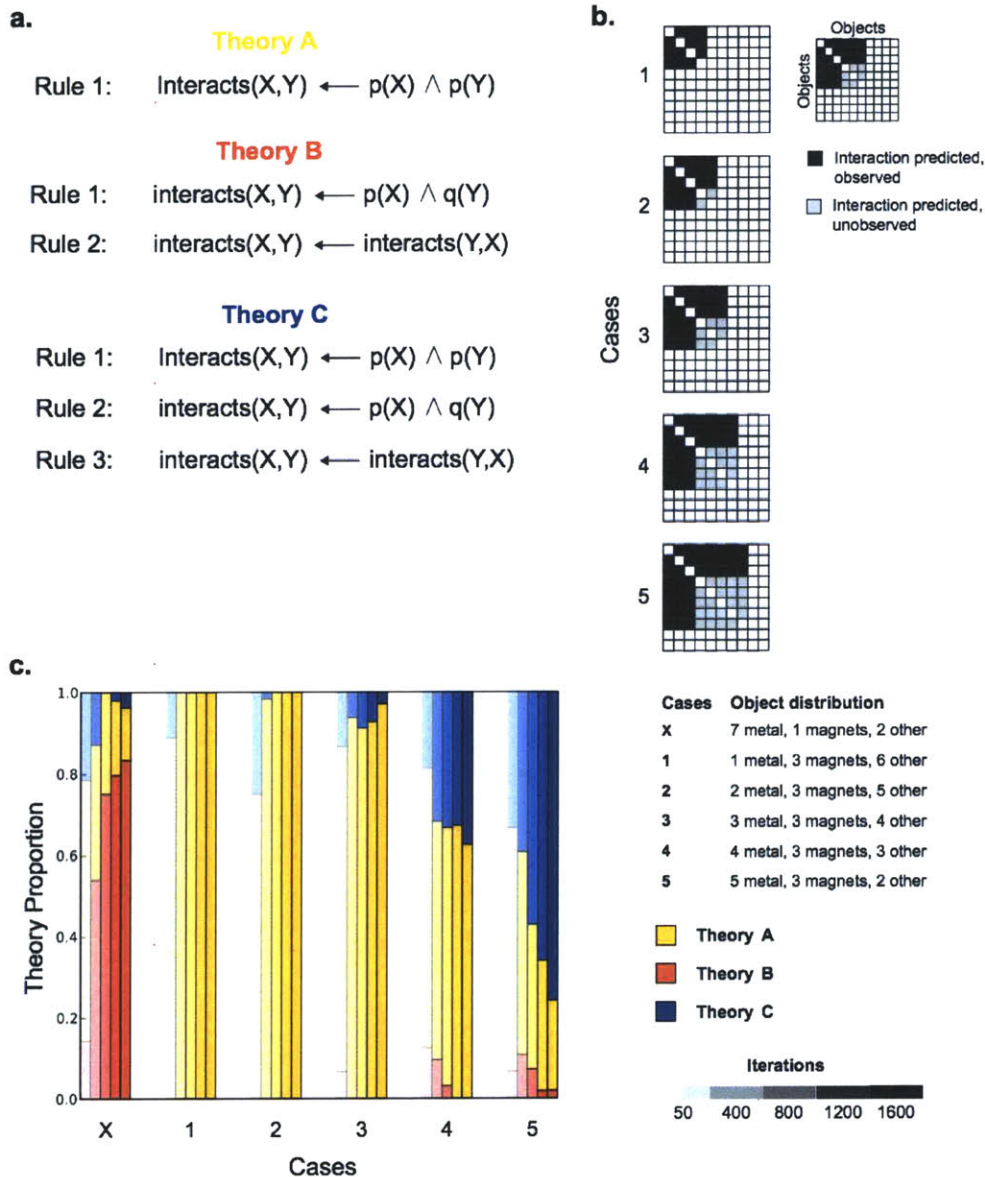 a.
Theory A
Rule 1: Interacts(X,Y) ← p(X) ∧ p(Y)
Theory B
Rule 1: interacts(X,Y) ← p(X) ∧ q(Y)
Rule 2: interacts(X,Y) ← interacts(Y,X)
Theory C
Rule 1: Interacts(X,Y) ← p(X) ∧ p(Y)
Rule 2: interacts(X,Y) ← p(X) ∧ q(Y)
Rule 3: interacts(X,Y) ← interacts(Y,X)
b.
Objects
Objects
Interaction predicted,
observed
Interaction predicted,
unobserved
Cases
1
2
3
4
5
c.
Theory Proportion
1.0
0.8
0.6
0.4
0.2
0.0
X 1 2 3 4 5
Cases
Cases Object distribution
X 7 metal, 1 magnets, 2 other
1 1 metal, 3 magnets, 6 other
2 2 metal, 3 magnets, 5 other
3 3 metal, 3 magnets, 4 other
4 4 metal, 3 magnets, 3 other
5 5 metal, 3 magnets, 2 other
Theory A
Theory B
Theory C
Iterations
50 400 800 1200 1600